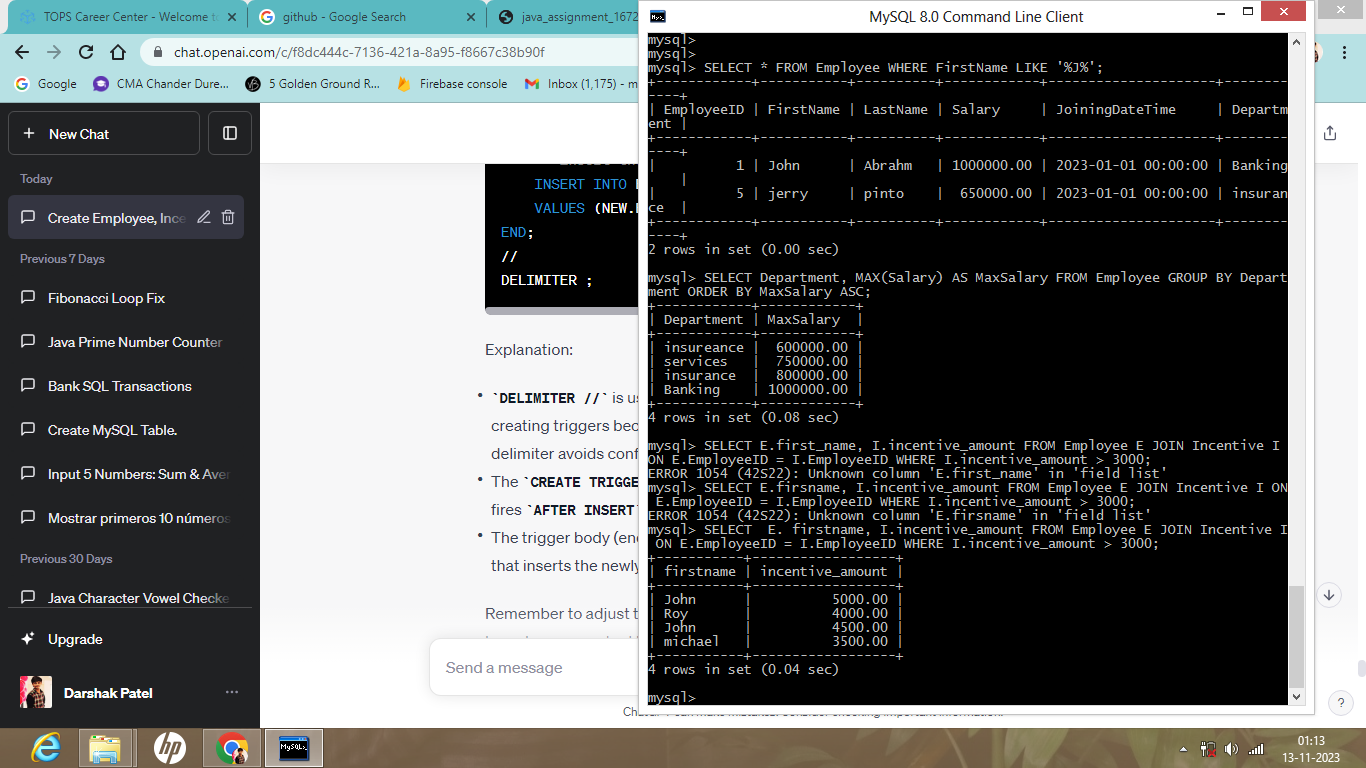 TOPS Career Center - Welcome to
github - Google Search
java_assignment_1672
MySQL 8.0 Command Line Client
chat.openai.com/c/f8dc444c-7136-421a-8a95-f8667c38b90f
Google
CMA Chander Dure...
5 Golden Ground R...
Firebase console
Inbox (1,175) - m
New Chat
Today
Create Employee, Ince
Previous 7 Days
Fibonacci Loop Fix
Java Prime Number Counter
Bank SQL Transactions
Create MySQL Table.
Input 5 Numbers: Sum & Aver
Mostrar primeros 10 números
Previous 30 Days
Java Character Vowel Checke
Upgrade
Darshak Patel
INSERT INTO
VALUES (NEW.
END;
//
DELIMITER ;
Explanation:
• `DELIMITER //` is us
creating triggers bec
delimiter avoids conf
• The `CREATE TRIGGE
fires `AFTER INSERT`
• The trigger body (enc
that inserts the newly
Remember to adjust t
Send a message
mysql>
mysql>
mysql> SELECT * FROM Employee WHERE FirstName LIKE '%J%';
+------------+-----------+----------+------------+---------------------+--------
----+
| EmployeeID | FirstName | LastName | Salary     | JoiningDateTime     | Departm
ent |
+------------+-----------+----------+------------+---------------------+--------
----+
|          1 | John      | Abrahm   | 1000000.00 | 2023-01-01 00:00:00 | Banking
    |
|          5 | jerry     | pinto    |  650000.00 | 2023-01-01 00:00:00 | insuran
ce  |
+------------+-----------+----------+------------+---------------------+--------
----+
2 rows in set (0.00 sec)
mysql> SELECT Department, MAX(Salary) AS MaxSalary FROM Employee GROUP BY Depart
ment ORDER BY MaxSalary ASC;
+------------+------------+
| Department | MaxSalary  |
+------------+------------+
| insureance |  600000.00 |
| services   |  750000.00 |
| insurance  |  800000.00 |
| Banking    | 1000000.00 |
+------------+------------+
4 rows in set (0.08 sec)
mysql> SELECT E.first_name, I.incentive_amount FROM Employee E JOIN Incentive I
ON E.EmployeeID = I.EmployeeID WHERE I.incentive_amount > 3000;
ERROR 1054 (42S22): Unknown column 'E.first_name' in 'field list'
mysql> SELECT E.firsname, I.incentive_amount FROM Employee E JOIN Incentive I ON
 E.EmployeeID = I.EmployeeID WHERE I.incentive_amount > 3000;
ERROR 1054 (42S22): Unknown column 'E.firsname' in 'field list'
mysql> SELECT  E. firstname, I.incentive_amount FROM Employee E JOIN Incentive I
 ON E.EmployeeID = I.EmployeeID WHERE I.incentive_amount > 3000;
+-----------+------------------+
| firstname | incentive_amount |
+-----------+------------------+
| John      |          5000.00 |
| Roy       |          4000.00 |
| John      |          4500.00 |
| michael   |          3500.00 |
+-----------+------------------+
4 rows in set (0.04 sec)
mysql>
?
01:13
13-11-2023